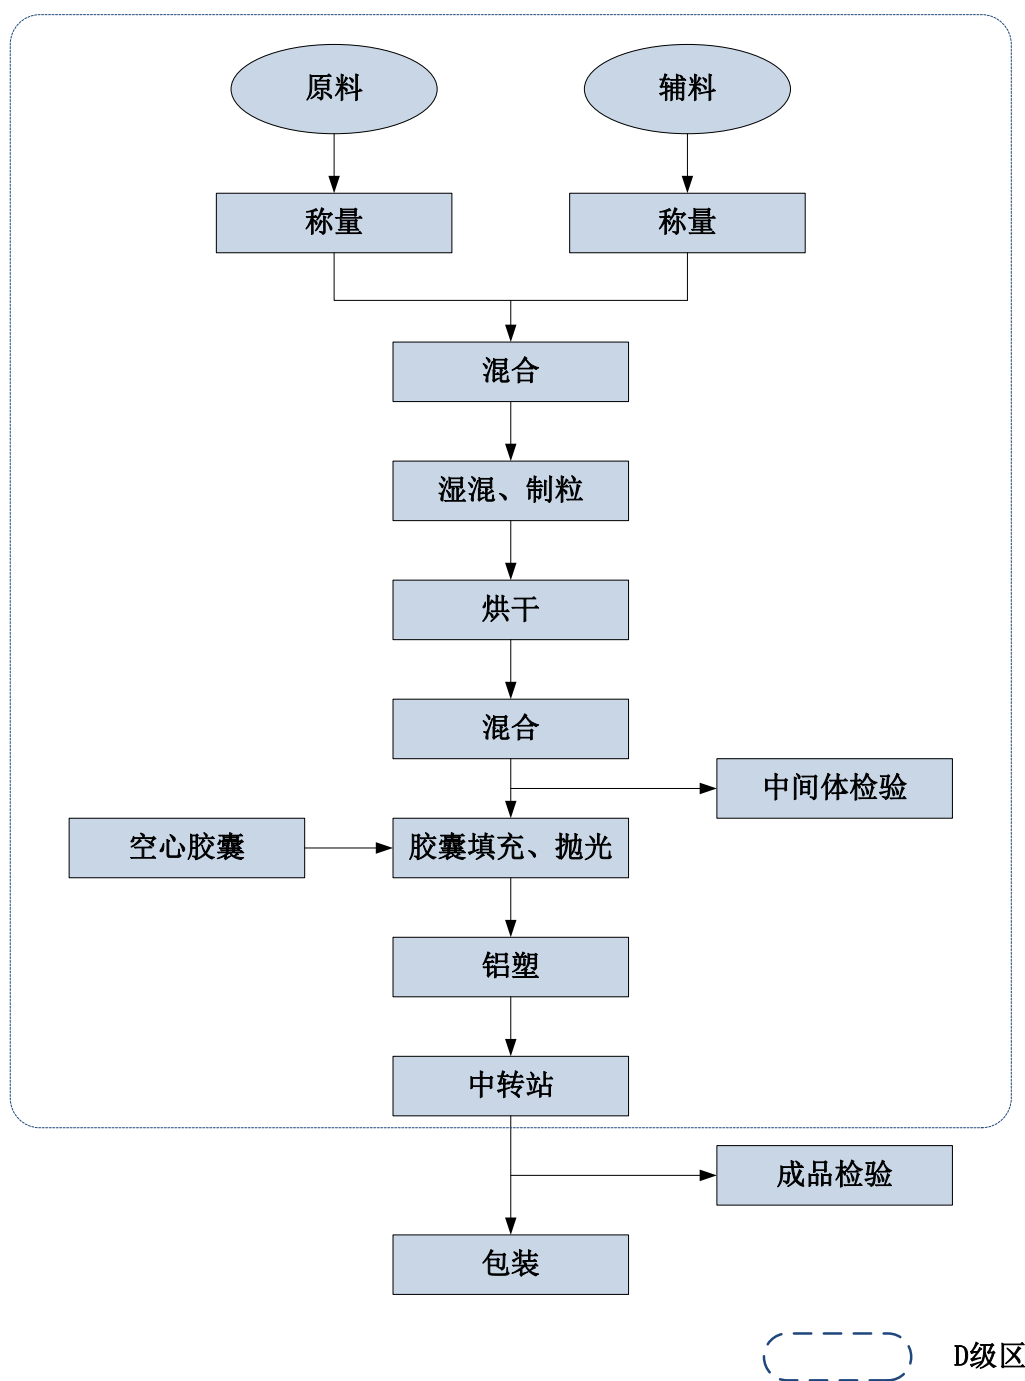 原料
辅料
称量
称量
混合
湿混、制粒
烘干
混合
中间体检验
空心胶囊
胶囊填充、抛光
铝塑
中转站
成品检验
包装
D级区